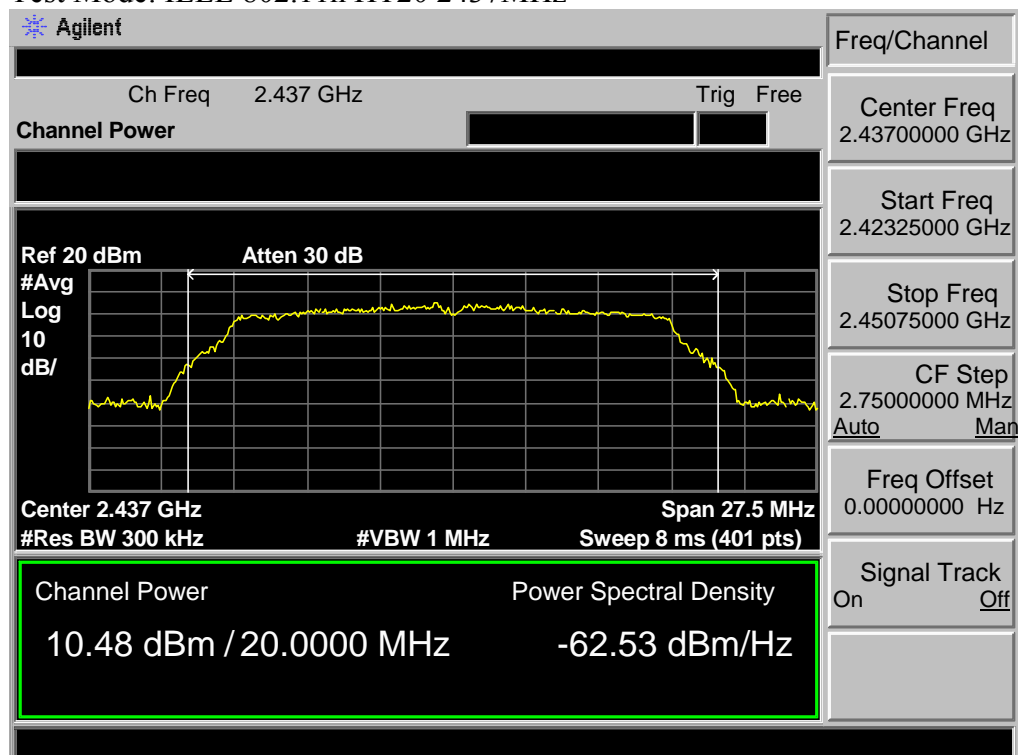 Agilent
Freq/Channel
Ch Freq 2.437 GHz Trig Free
Channel Power
Center Freq
2.43700000 GHz
Start Freq
2.42325000 GHz
Ref 20 dBm Atten 30 dB
#Avg
Log
10
dB/
Stop Freq
2.45075000 GHz
CF Step
2.75000000 MHz
Auto Man
Center 2.437 GHz Span 27.5 MHz
#Res BW 300 kHz #VBW 1 MHz Sweep 8 ms (401 pts)
Freq Offset
0.00000000 Hz
Channel Power Power Spectral Density
10.48 dBm / 20.0000 MHz -62.53 dBm/Hz
Signal Track
On Off